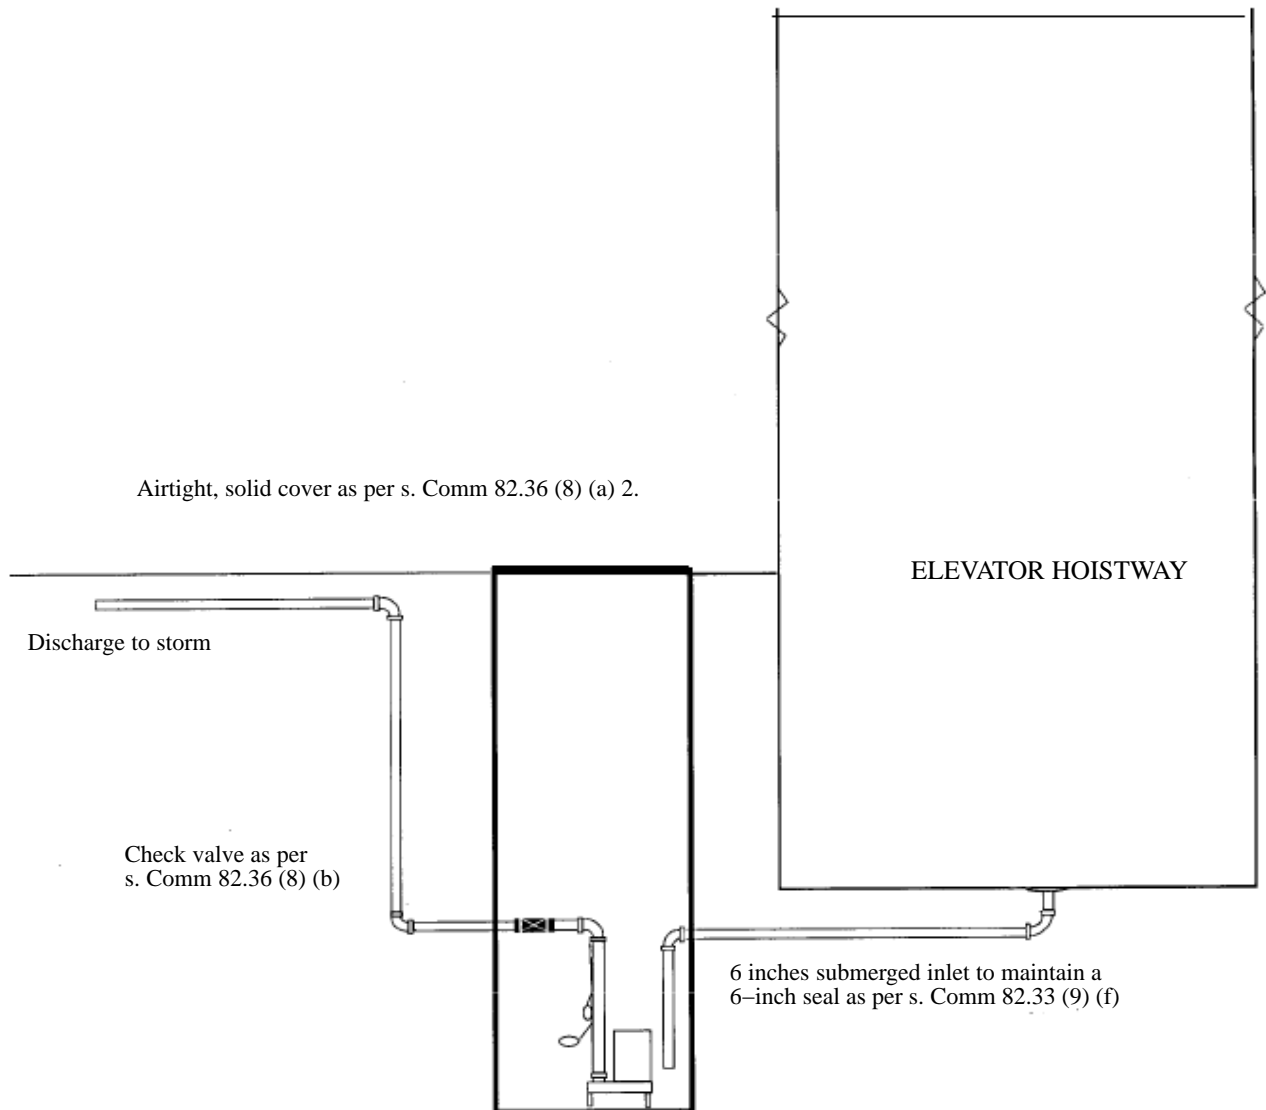 Airtight, solid cover as per s. Comm 82.36 (8) (a) 2.
ELEVATOR HOISTWAY
Discharge to storm
Check valve as per
s. Comm 82.36 (8) (b)
6 inches submerged inlet to maintain a
6−inch seal as per s. Comm 82.33 (9) (f)